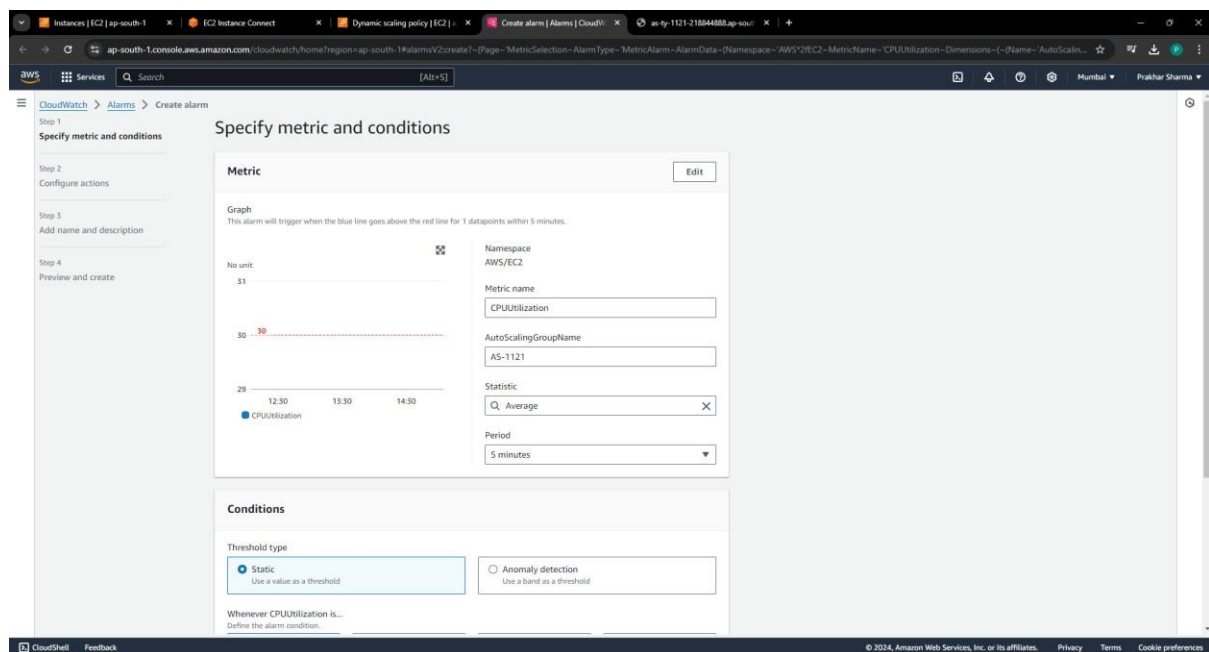 Instances | EC2 | ap-south-1
EC2 Instance Connect
Dynamic scaling policy | EC2 |
Create alarm | Alarms | CloudW
as-ty-1121-218844888.ap-sout
ap-south-1.console.aws.amazon.com/cloudwatch/home?region=ap-south-1#alarmsV2:create?~(Page~'MetricSelection~AlarmType~'MetricAlarm~AlarmData~(Namespace~'AWS*2fEC2~MetricName~'CPUUtilization~Dimensions~(~(Name~'AutoScalin...
aws
Services
Search
[Alt+S]
Mumbai
Prakhar Sharma
CloudWatch > Alarms > Create alarm
Step 1
Specify metric and conditions
Step 2
Configure actions
Step 3
Add name and description
Step 4
Preview and create
Specify metric and conditions
Metric
Edit
Graph
This alarm will trigger when the blue line goes above the red line for 1 datapoints within 5 minutes.
No unit
31
30
30
29
12:30 13:30 14:30
CPUUtilization
Namespace
AWS/EC2
Metric name
CPUUtilization
AutoScalingGroupName
AS-1121
Statistic
Average
Period
5 minutes
Conditions
Threshold type
Static
Use a value as a threshold
Anomaly detection
Use a band as a threshold
Whenever CPUUtilization is...
Define the alarm condition.
CloudShell
Feedback
© 2024, Amazon Web Services, Inc. or its affiliates.
Privacy
Terms
Cookie preferences